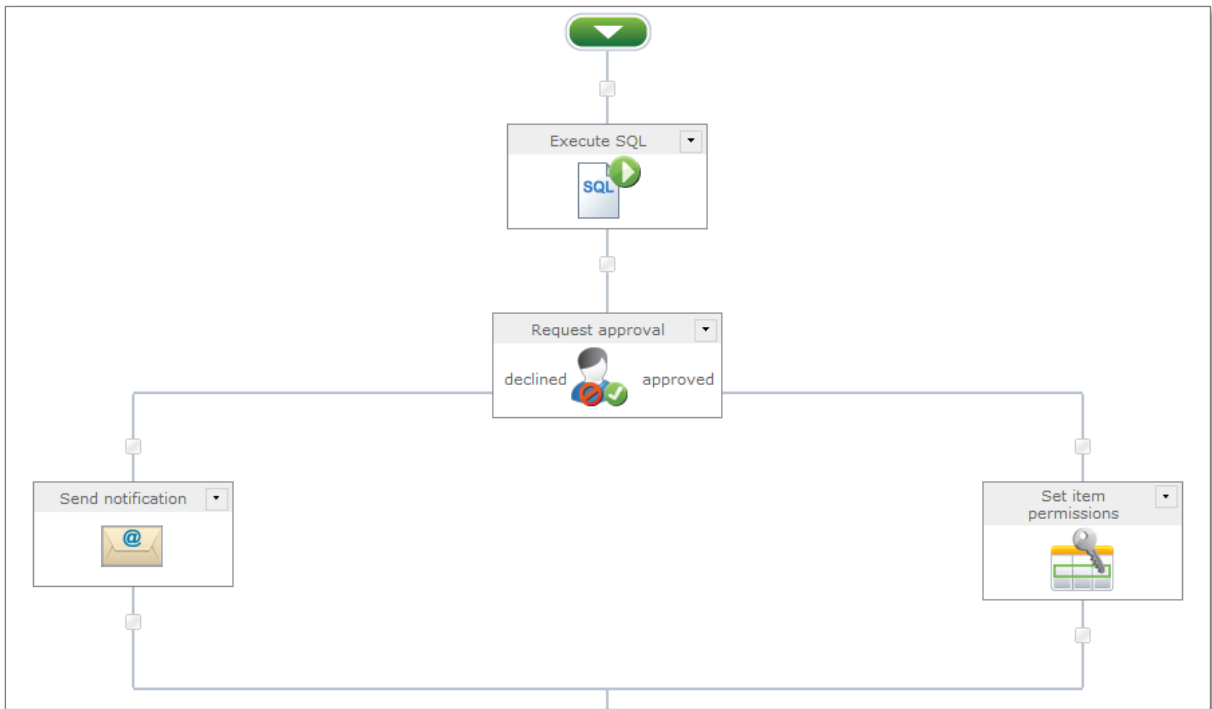 Execute SQL
SQL
Request approval
declined
approved
Send notification
@
Set item
permissions